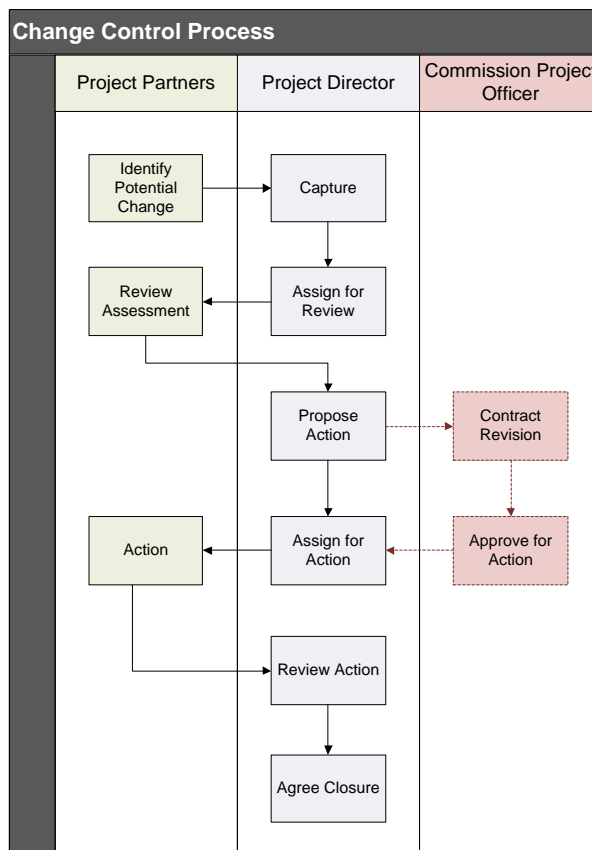 Change Control Process
Project Partners
Project Director
Commission Project
Officer
Identify
Potential
Change
Capture
Review
Assessment
Assign for
Review
Propose
Action
Contract
Revision
Action
Assign for
Action
Approve for
Action
Review Action
Agree Closure